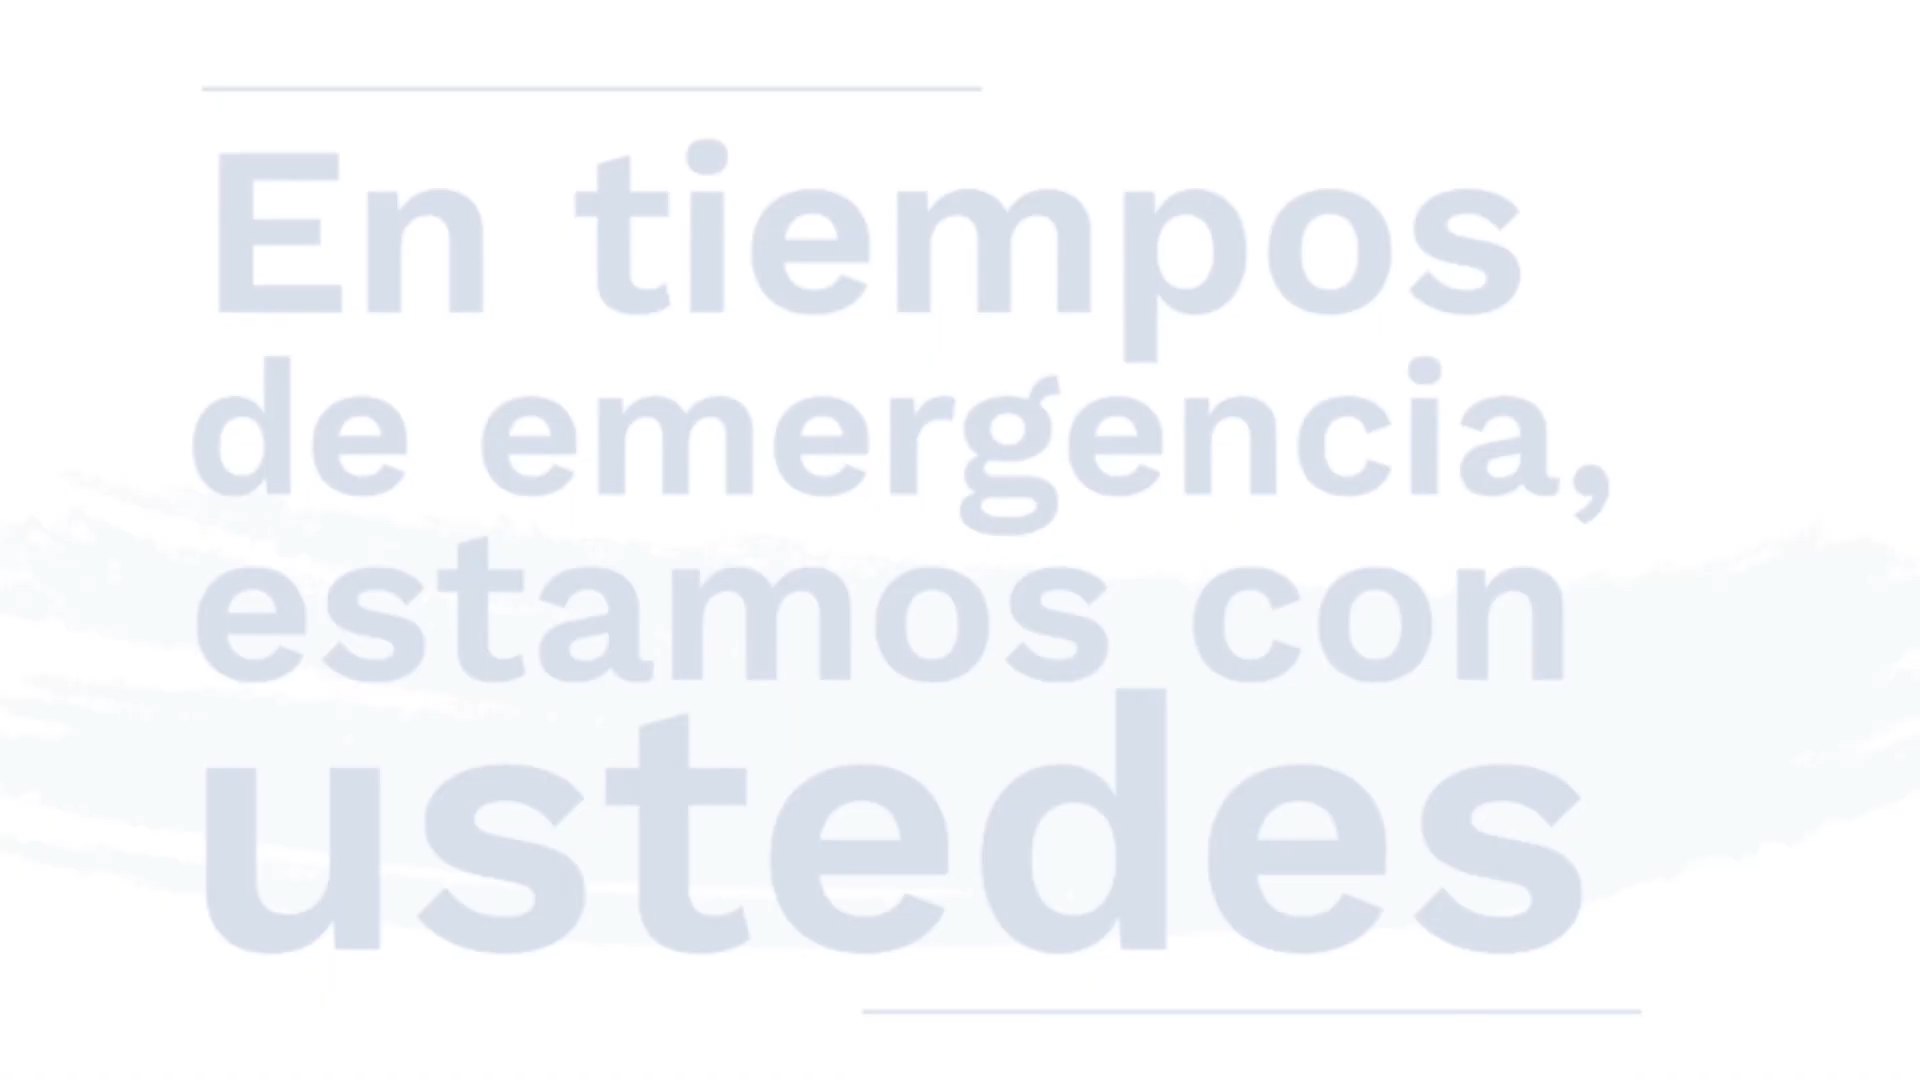 En tiempos
de emergencia,
estamos con
ustedes